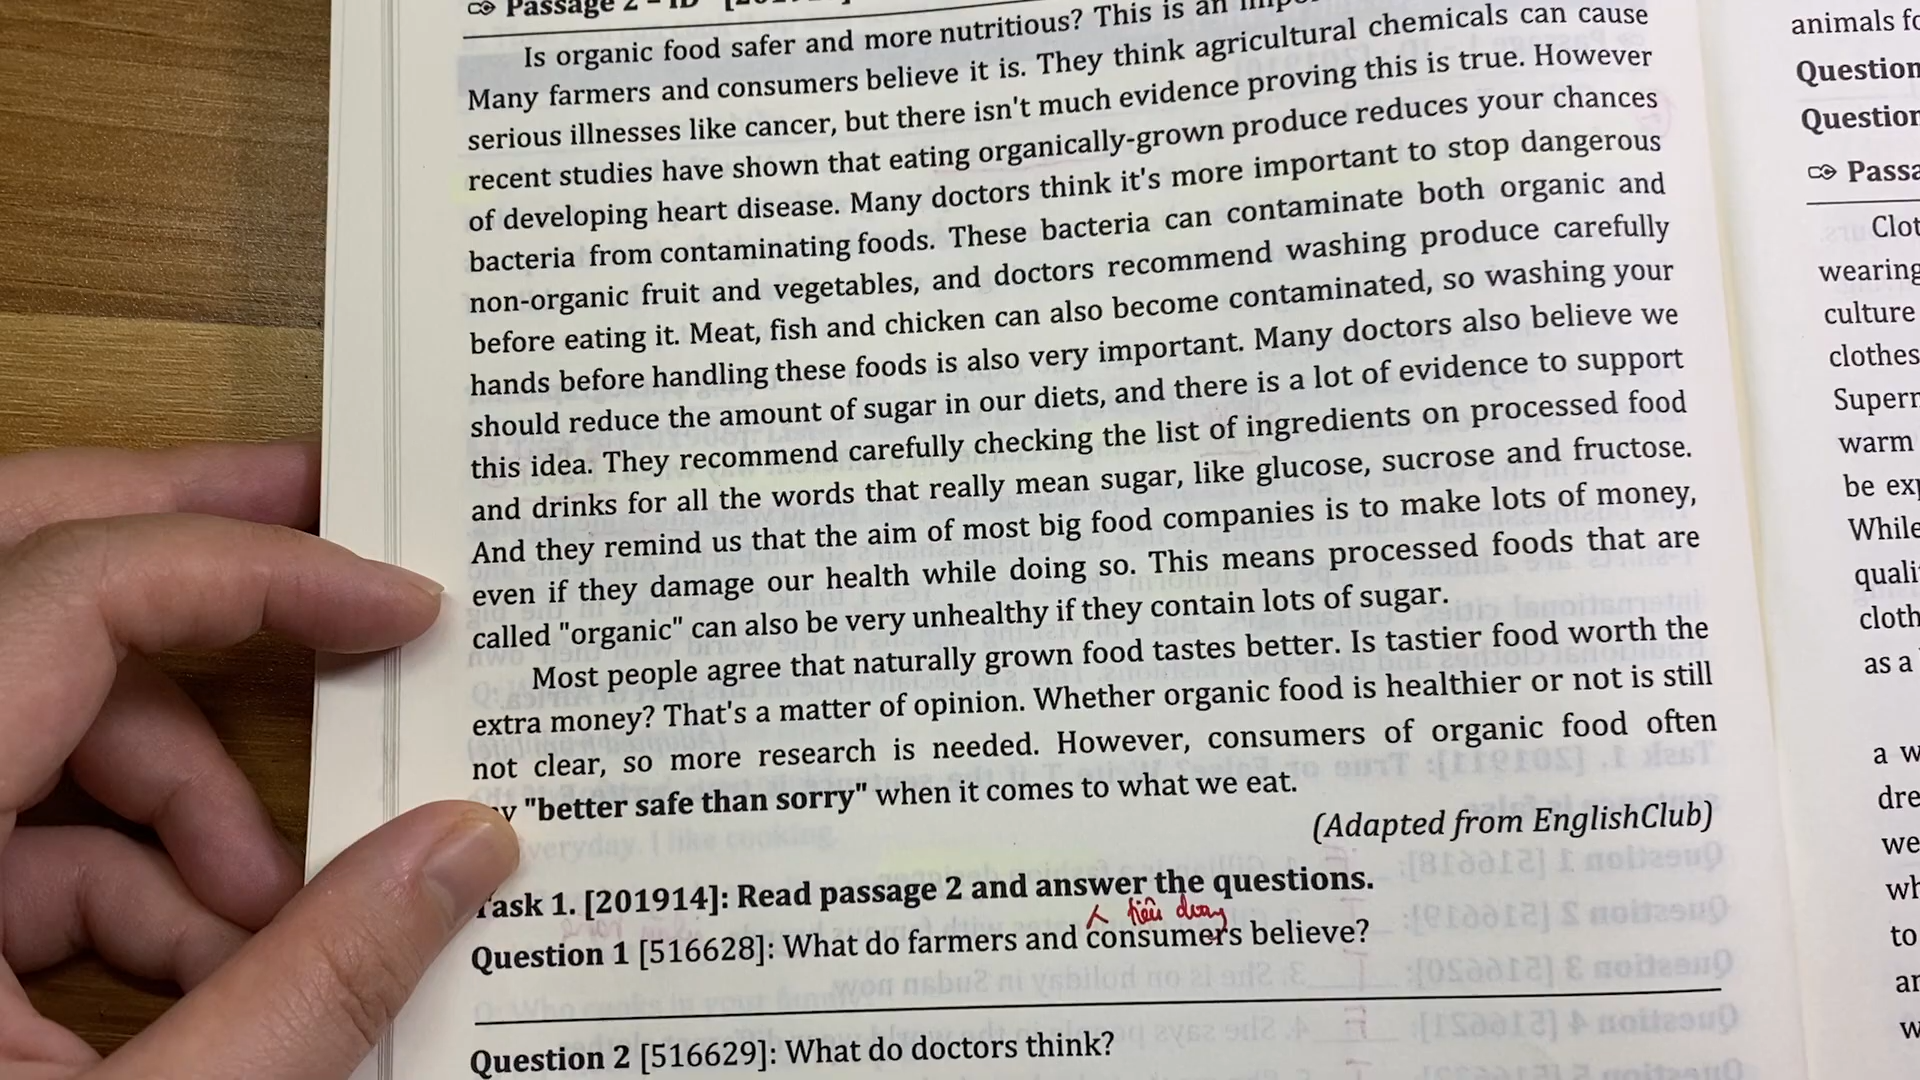 Passage 2 – ID
Is organic food safer and more nutritious? This is an
Many farmers and consumers believe it is. They think agricultural chemicals can cause
serious illnesses like cancer, but there isn't much evidence proving this is true. However
recent studies have shown that eating organically-grown produce reduces your chances
of developing heart disease. Many doctors think it's more important to stop dangerous
bacteria from contaminating foods. These bacteria can contaminate both organic and
non-organic fruit and vegetables, and doctors recommend washing produce carefully
before eating it. Meat, fish and chicken can also become contaminated, so washing your
hands before handling these foods is also very important. Many doctors also believe we
should reduce the amount of sugar in our diets, and there is a lot of evidence to support
this idea. They recommend carefully checking the list of ingredients on processed food
and drinks for all the words that really mean sugar, like glucose, sucrose and fructose.
And they remind us that the aim of most big food companies is to make lots of money,
even if they damage our health while doing so. This means processed foods that are
called "organic" can also be very unhealthy if they contain lots of sugar.
Most people agree that naturally grown food tastes better. Is tastier food worth the
extra money? That's a matter of opinion. Whether organic food is healthier or not is still
not clear, so more research is needed. However, consumers of organic food often
"better safe than sorry" when it comes to what we eat.
(Adapted from EnglishClub)
Task 1. [201914]: Read passage 2 and answer the questions.
tiêu dùng
Question 1 [516628]: What do farmers and consumers believe?
Question 2 [516629]: What do doctors think?
animals
Question
Question
wearing
culture
clothes
warm
be
While
as a
a
to